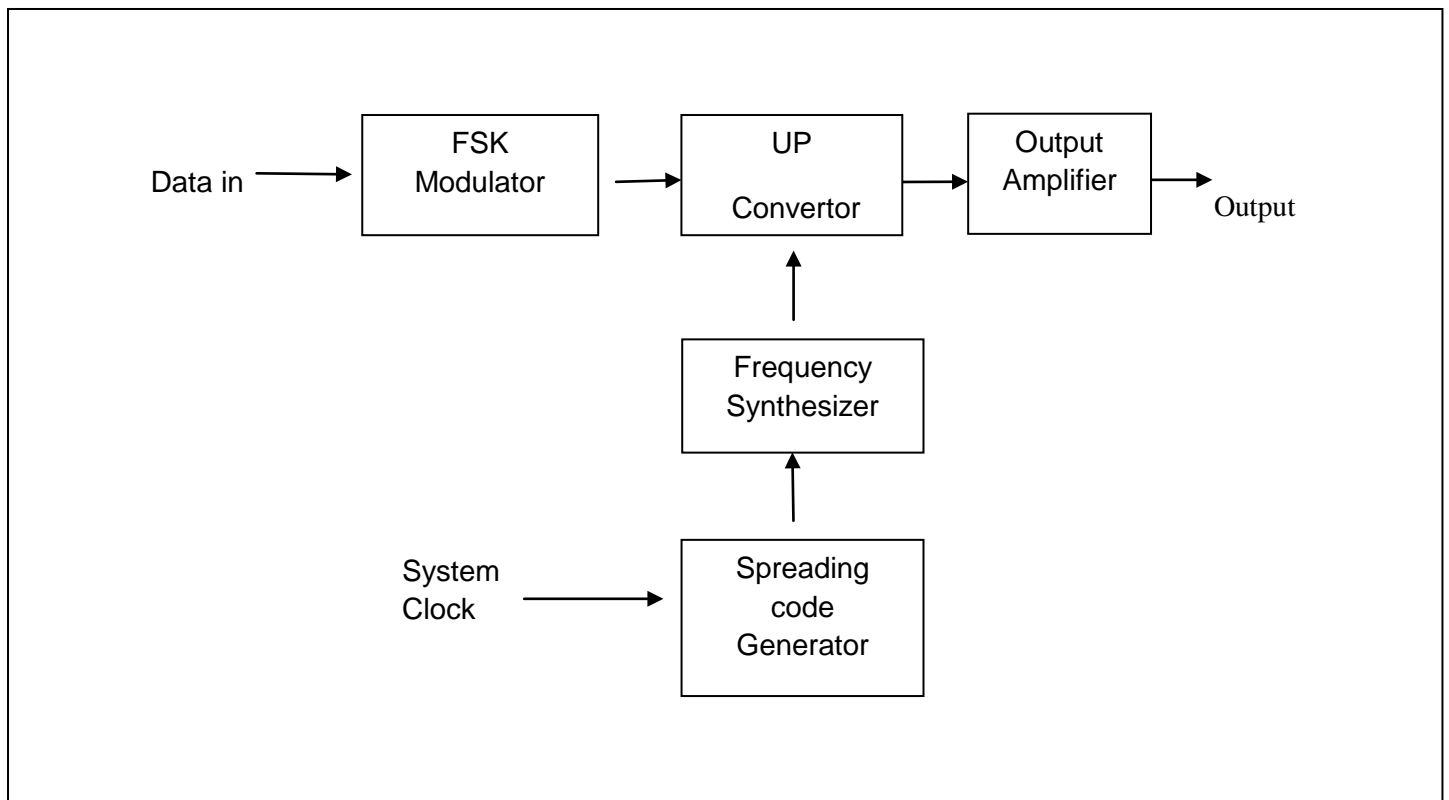 Data in
FSK
Modulator
UP
Convertor
Output
Amplifier
Output
Frequency
Synthesizer
System
Clock
Spreading
code
Generator